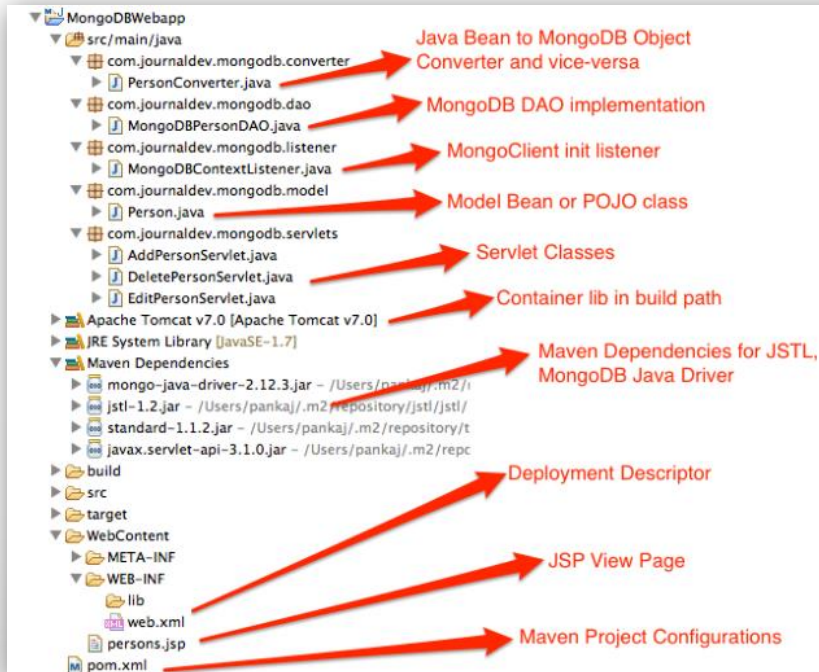 MongoDBWebapp
src/main/java
com.journaldev.mongodb.converter
PersonConverter.java
Java Bean to MongoDB Object
Converter and vice-versa
com.journaldev.mongodb.dao
MongoDBPersonDAO.java
MongoDB DAO implementation
com.journaldev.mongodb.listener
MongoDBContextListener.java
MongoClient init listener
com.journaldev.mongodb.model
Person.java
Model Bean or POJO class
com.journaldev.mongodb.servlets
AddPersonServlet.java
DeletePersonServlet.java
EditPersonServlet.java
Servlet Classes
Apache Tomcat v7.0 [Apache Tomcat v7.0]
Container lib in build path
JRE System Library [JavaSE-1.7]
Maven Dependencies
mongo-java-driver-2.12.3.jar - /Users/pankaj/.m2/
jstl-1.2.jar - /Users/pankaj/.m2/repository/jstl/jstl/
standard-1.1.2.jar - /Users/pankaj/.m2/repository/t
javax.servlet-api-3.1.0.jar - /Users/pankaj/.m2/repc
Maven Dependencies for JSTL,
MongoDB Java Driver
build
src
target
WebContent
META-INF
WEB-INF
lib
web.xml
Deployment Descriptor
persons.jsp
JSP View Page
pom.xml
Maven Project Configurations